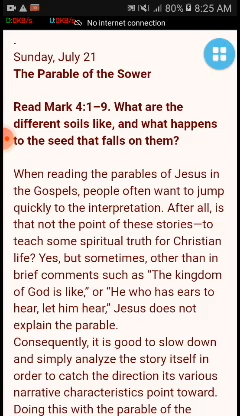 0:0KB/s U:0KB/s 80% 8:25 AM
No internet connection
.
Sunday, July 21
The Parable of the Sower
Read Mark 4:1–9. What are the
different soils like, and what happens
to the seed that falls on them?
When reading the parables of Jesus in
the Gospels, people often want to jump
quickly to the interpretation. After all, is
that not the point of these stories—to
teach some spiritual truth for Christian
life? Yes, but sometimes, other than in
brief comments such as “The kingdom
of God is like,” or “He who has ears to
hear, let him hear,” Jesus does not
explain the parable.
Consequently, it is good to slow down
and simply analyze the story itself in
order to catch the direction its various
narrative characteristics point toward.
Doing this with the parable of the